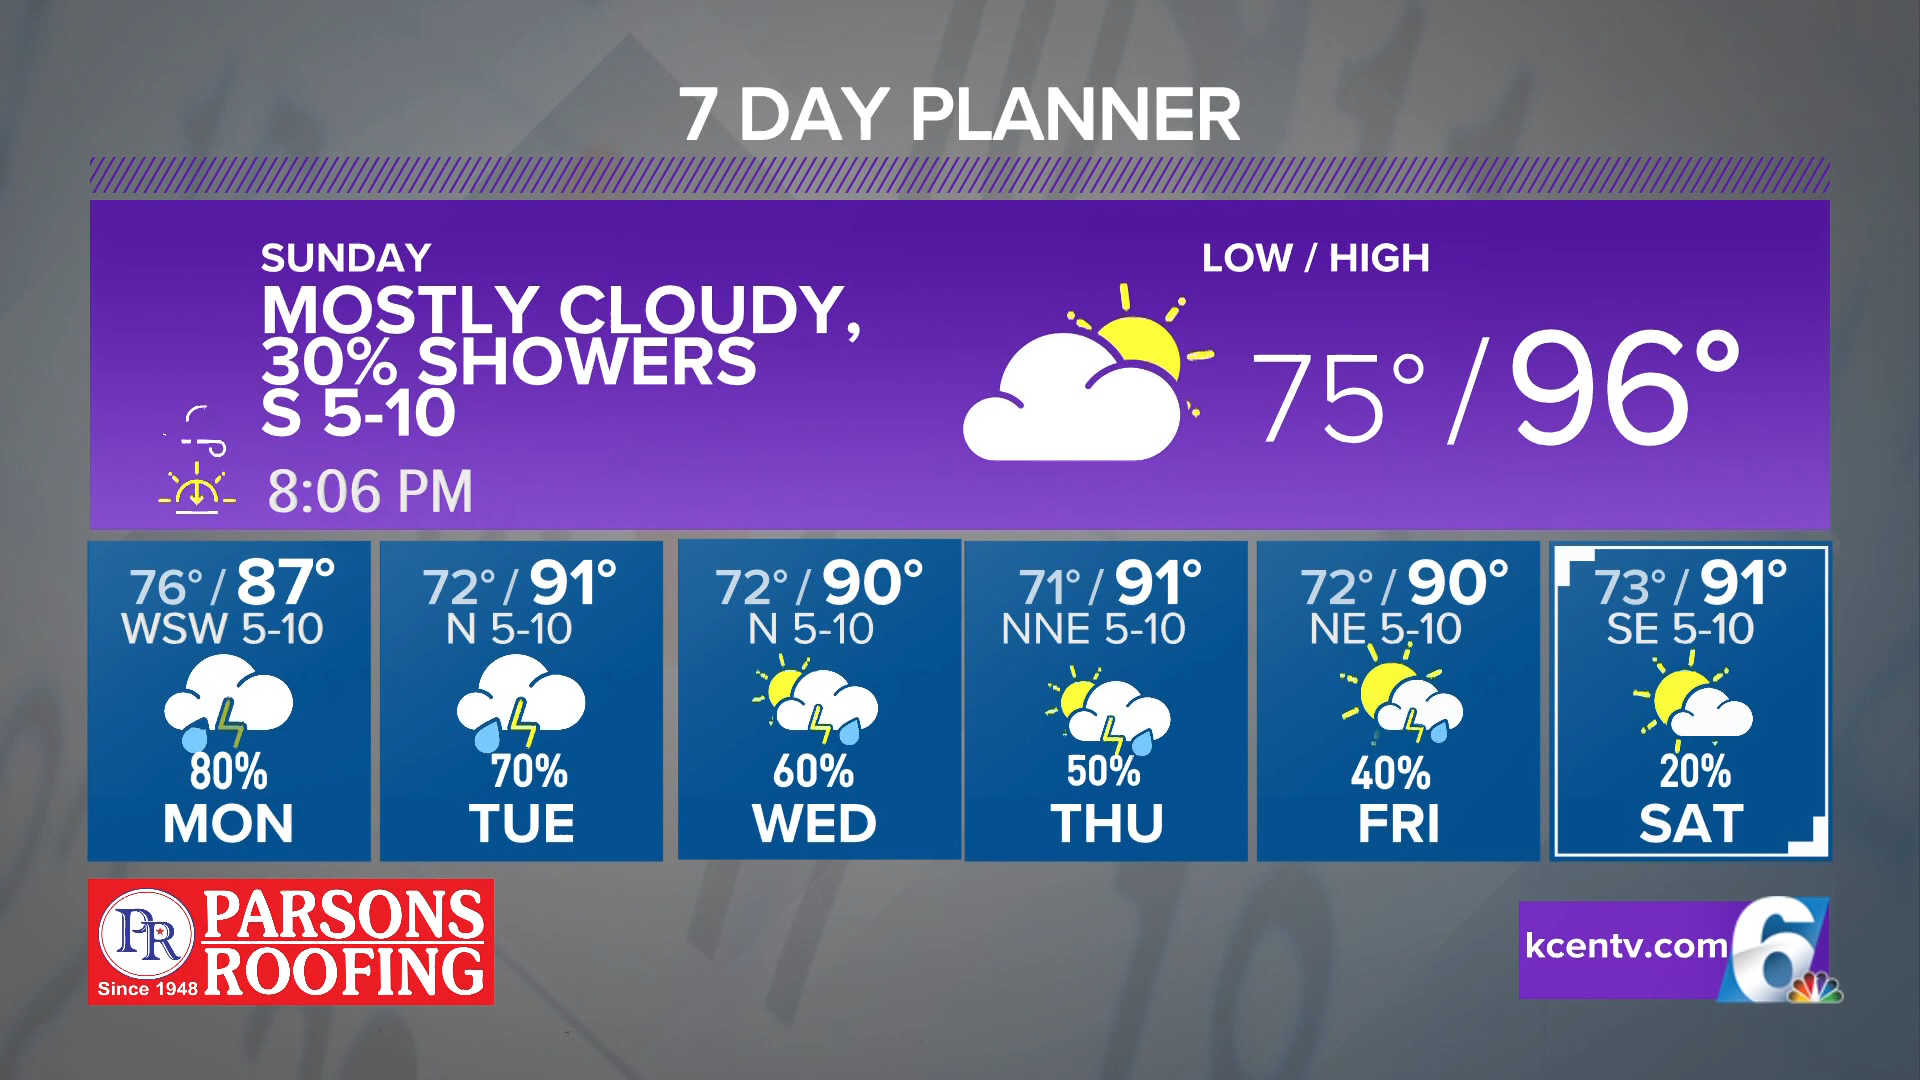 7 DAY PLANNER
SUNDAY
MOSTLY CLOUDY,
30% SHOWERS
S 5-10
8:06 PM
LOW / HIGH
75° / 96°
76° / 87°
WSW 5-10
80%
MON
72° / 91°
N 5-10
70%
TUE
72° / 90°
N 5-10
60%
WED
71° / 91°
NNE 5-10
50%
THU
72° / 90°
NE 5-10
40%
FRI
73° / 91°
SE 5-10
20%
SAT
PR
Since 1948
PARSONS
ROOFING
kcentv.com
6